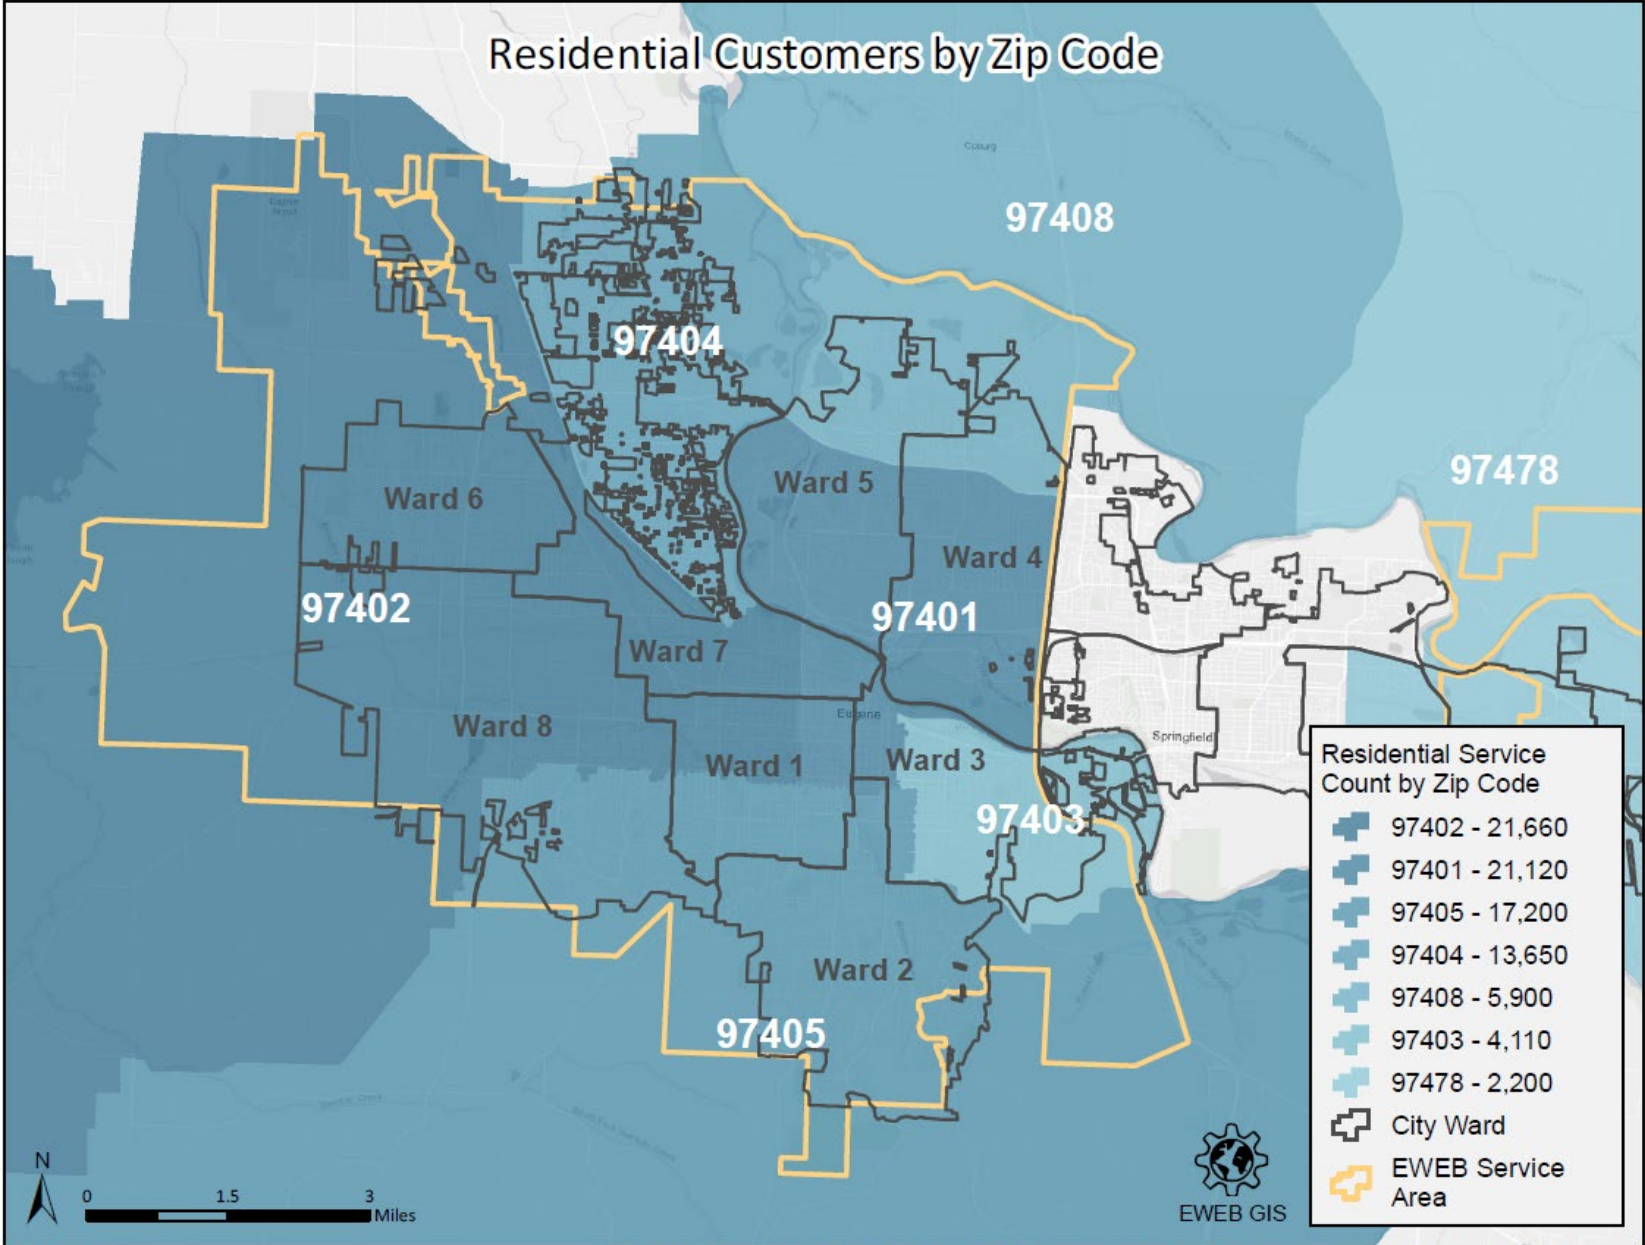 Residential Customers by Zip Code
Coburg
97408
97404
97478
Ward 6
Ward 5
Ward 4
97402
97401
Ward 7
Eugene
Ward 8
Ward 1
Ward 3
Springfield
97403
Ward 2
97405
Residential Service
Count by Zip Code
97402 - 21,660
97401 - 21,120
97405 - 17,200
97404 - 13,650
97408 - 5,900
97403 - 4,110
97478 - 2,200
City Ward
EWEB Service
Area
N
0 1.5 3
Miles
EWEB GIS